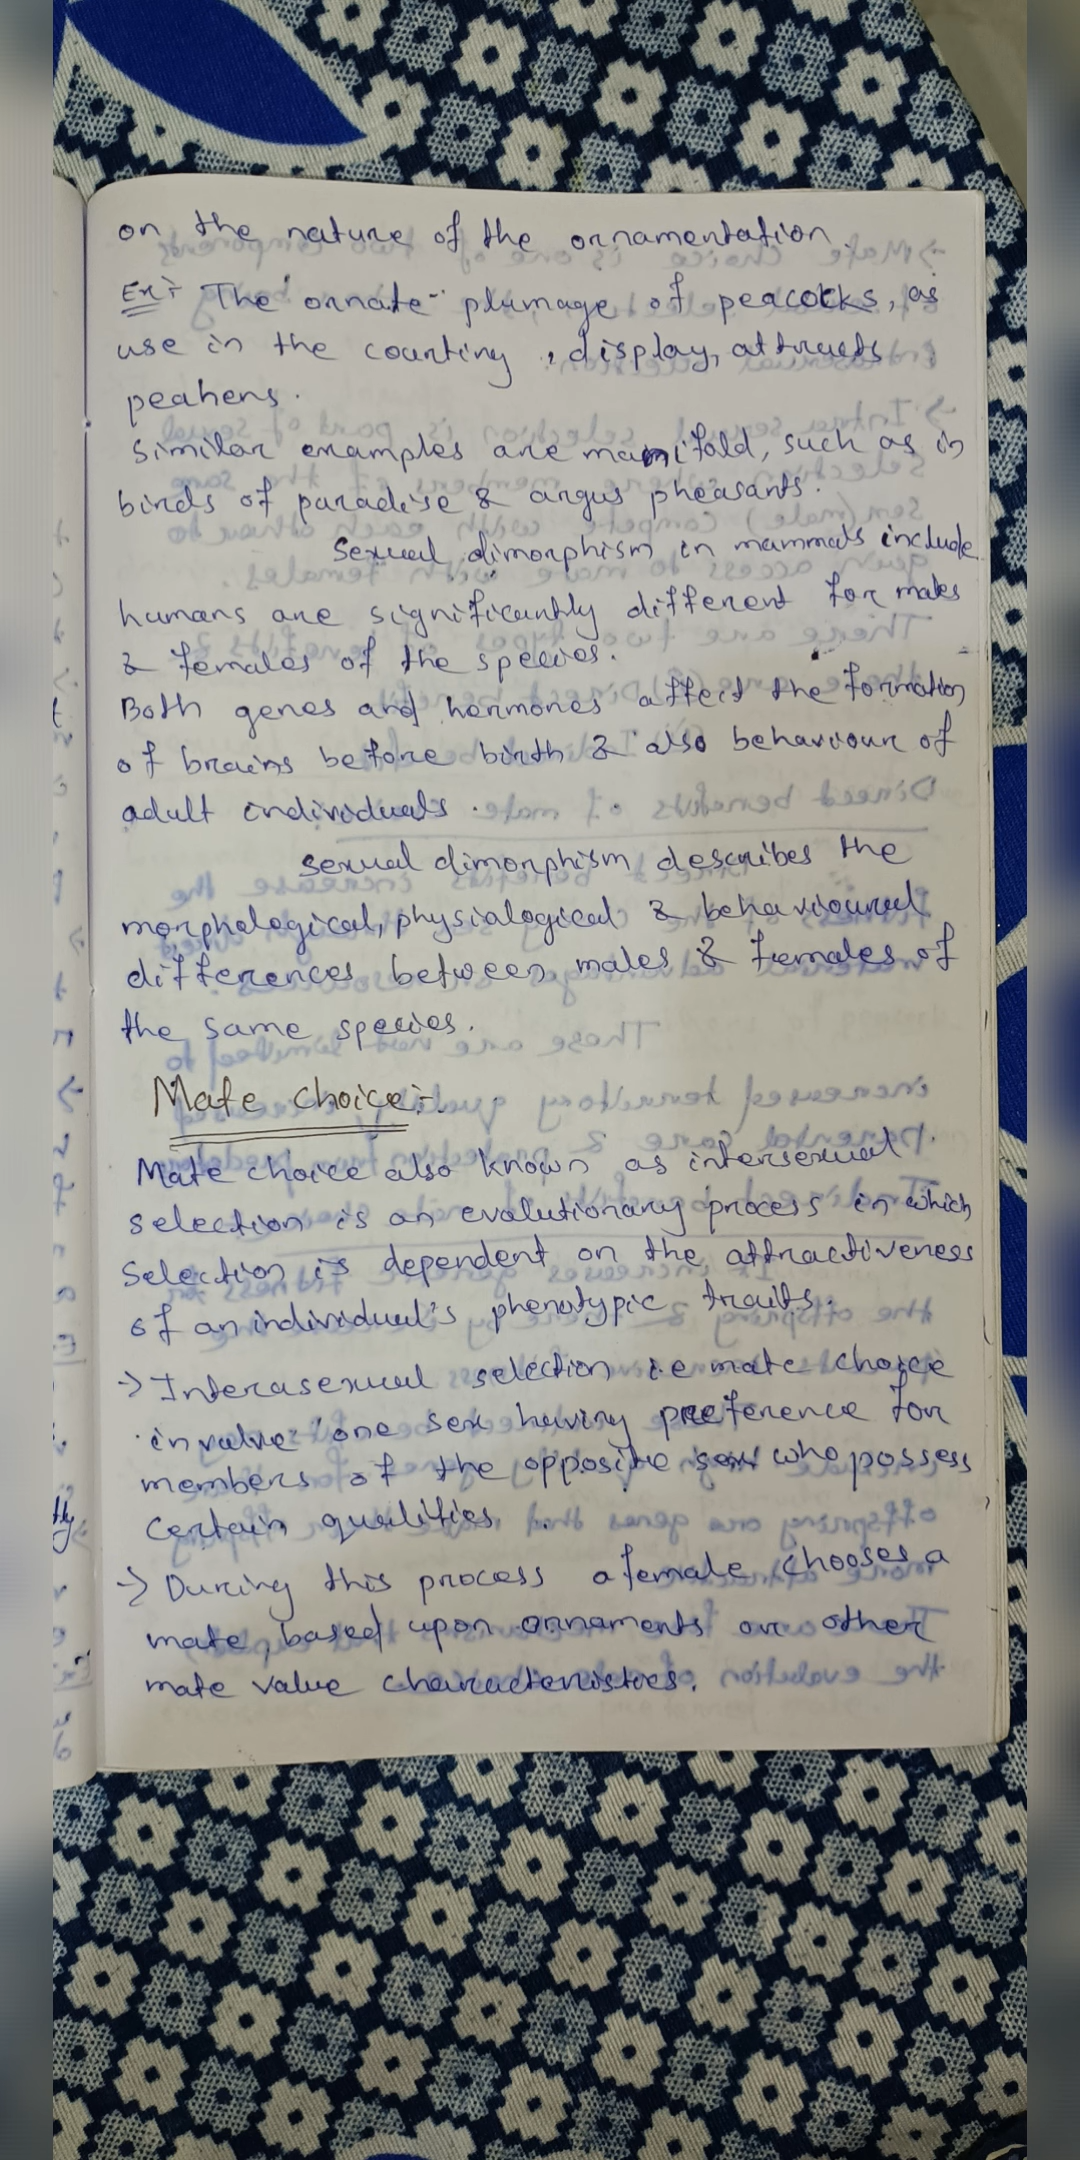 on the nature of the ornamentation.
Ex:- The ornate plumage of peacocks, as
use in the courting, display, attracts
peahens.
Similar examples are manifold, such as in
birds of paradise & argus pheasants.
Sexual dimorphism in mammals include
humans are significantly different for males
& females of the species.
Both genes and hormones affect the formation
of brains before birth & also behaviour of
adult individuals.
Sexual dimorphism describes the
morphological, physialogical & behavioural
differences between males & females of
the same species.
Mate choice:-
Mate choice also known as intersexual
selection is an evolutionary process in which
Selection is dependent on the attractiveness
of an individual's phenotypic traits.
→ Interasexual selection i.e mate choice
involve one sex having preference for
members of the opposite sex who possess
certain qualities.
→ During this process a female chooses a
mate, based upon ornaments or other
mate value characteristics.